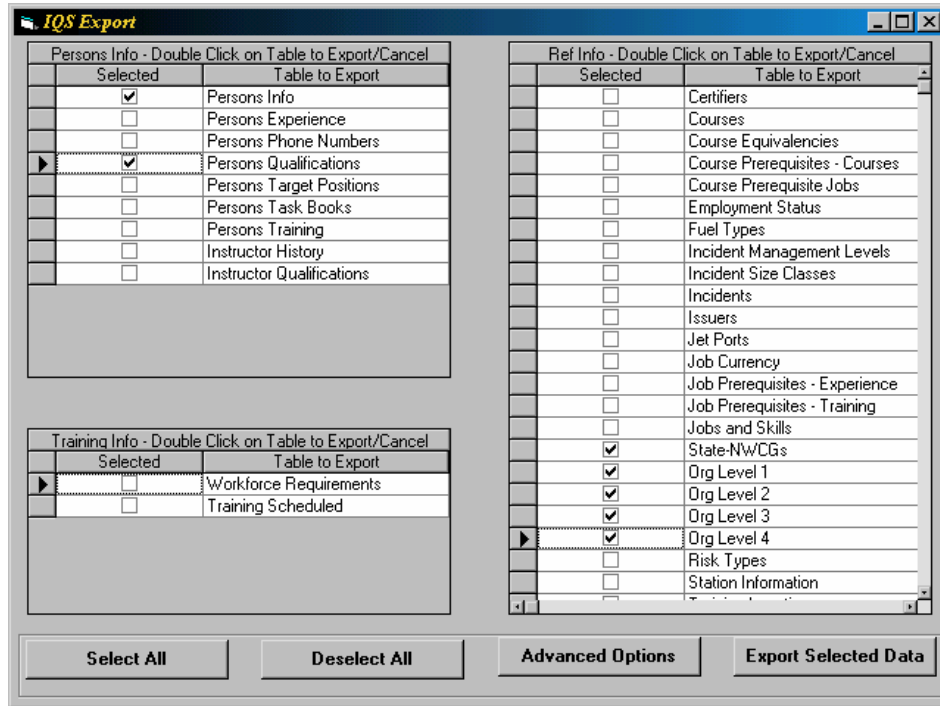 IQS Export
Persons Info - Double Click on Table to Export/Cancel
Selected Table to Export
Persons Info
Persons Experience
Persons Phone Numbers
Persons Qualifications
Persons Target Positions
Persons Task Books
Persons Training
Instructor History
Instructor Qualifications
Training Info - Double Click on Table to Export/Cancel
Selected Table to Export
Workforce Requirements
Training Scheduled
Ref Info - Double Click on Table to Export/Cancel
Selected Table to Export
Certifiers
Courses
Course Equivalencies
Course Prerequisites - Courses
Course Prerequisite Jobs
Employment Status
Fuel Types
Incident Management Levels
Incident Size Classes
Incidents
Issuers
Jet Ports
Job Currency
Job Prerequisites - Experience
Job Prerequisites - Training
Jobs and Skills
State-NWCGs
Org Level 1
Org Level 2
Org Level 3
Org Level 4
Risk Types
Station Information
Select All
Deselect All
Advanced Options
Export Selected Data